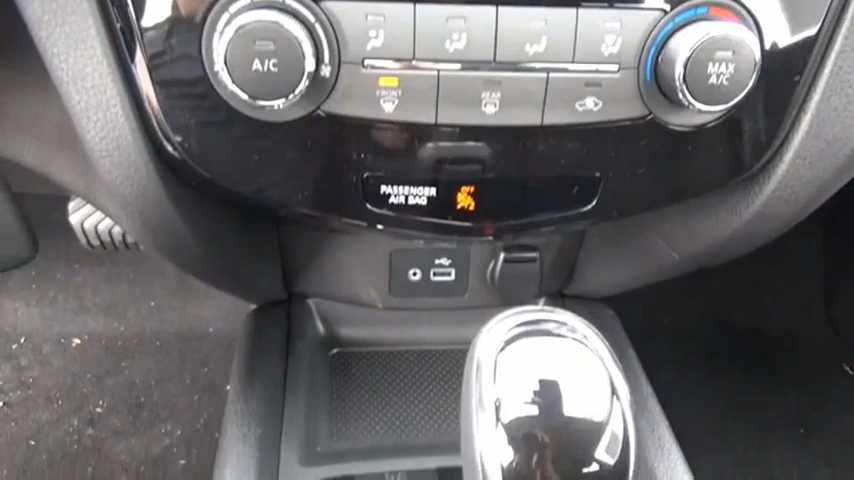 A/C
MAX
A/C
FRONT
REAR
PASSENGER
AIR BAG
OFF